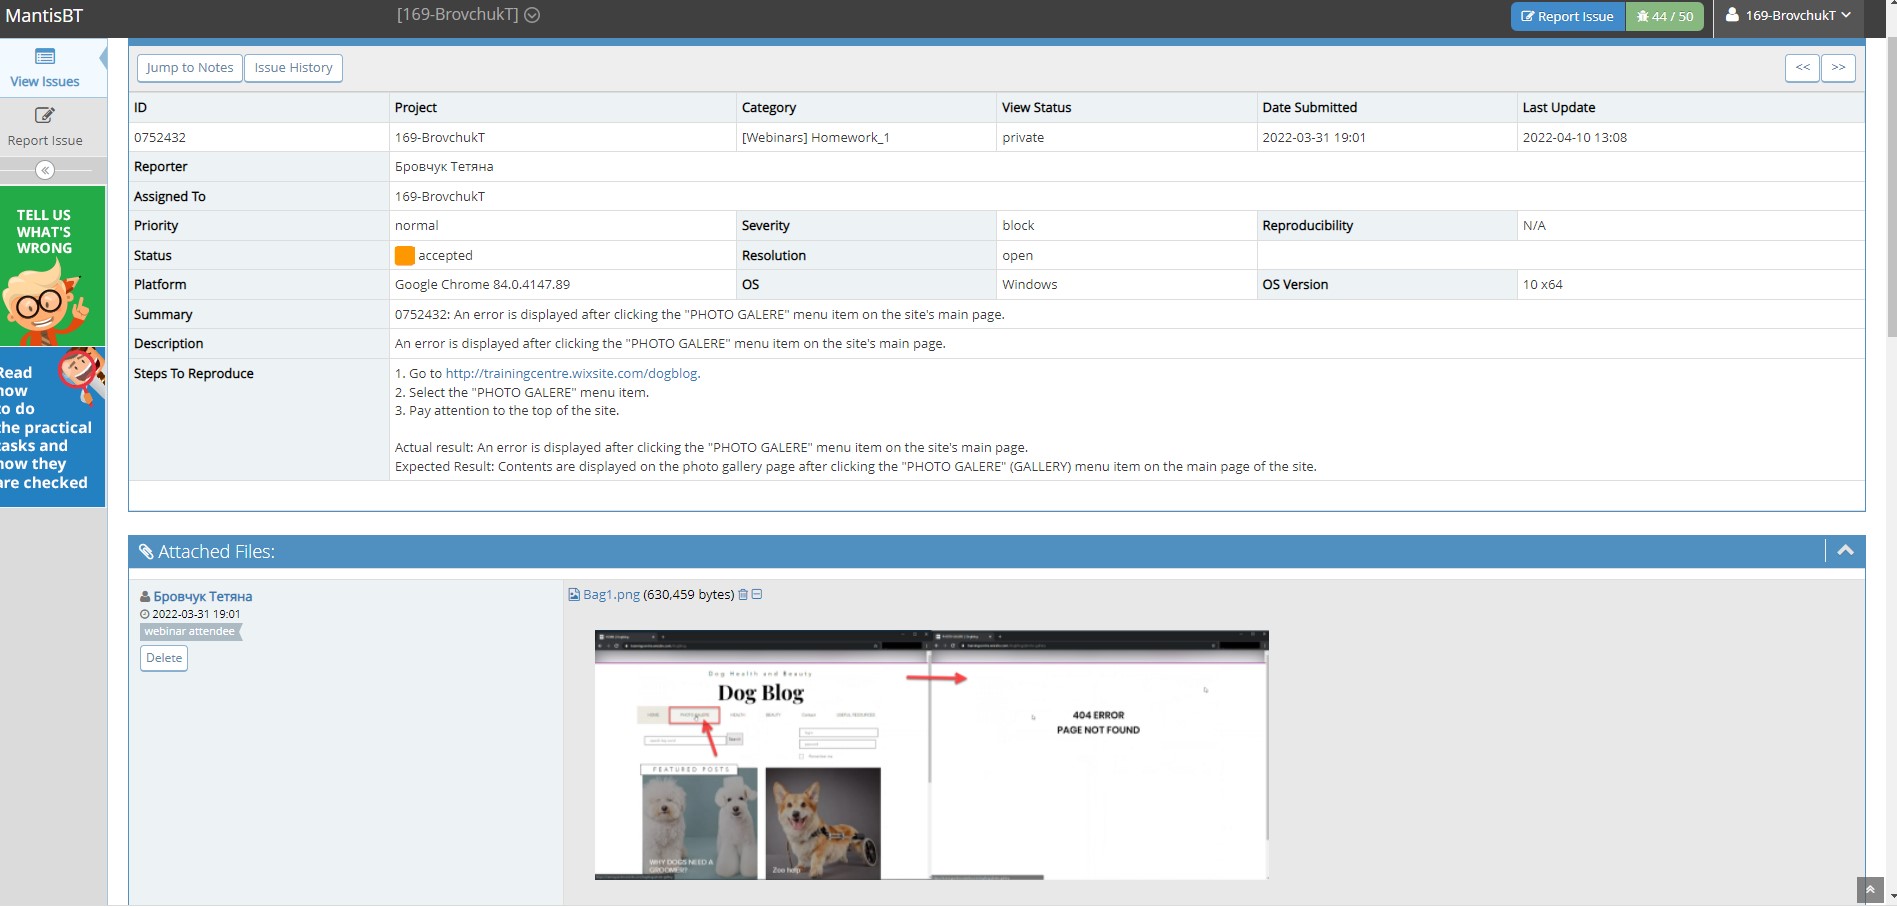 MantisBT
[169-BrovchukT]
Report Issue
44 / 50
169-BrovchukT
View Issues
Report Issue
TELL US
WHAT'S
WRONG
Read
how
to do
the practical
tasks and
how they
are checked
Jump to Notes Issue History << >>
ID Project Category View Status Date Submitted Last Update
0752432 169-BrovchukT [Webinars] Homework_1 private 2022-03-31 19:01 2022-04-10 13:08
Reporter Бровчук Тетяна
Assigned To 169-BrovchukT
Priority normal Severity block Reproducibility N/A
Status accepted Resolution open
Platform Google Chrome 84.0.4147.89 OS Windows OS Version 10 x64
Summary 0752432: An error is displayed after clicking the "PHOTO GALERE" menu item on the site's main page.
Description An error is displayed after clicking the "PHOTO GALERE" menu item on the site's main page.
Steps To Reproduce 1. Go to http://trainingcentre.wixsite.com/dogblog.
2. Select the "PHOTO GALERE" menu item.
3. Pay attention to the top of the site.
Actual result: An error is displayed after clicking the "PHOTO GALERE" menu item on the site's main page.
Expected Result: Contents are displayed on the photo gallery page after clicking the "PHOTO GALERE" (GALLERY) menu item on the main page of the site.
Attached Files:
Бровчук Тетяна
2022-03-31 19:01
webinar attendee
Delete
Bag1.png (630,459 bytes)
Dog Health and Beauty
Dog Blog
HOME PHOTO GALERE HEALTH BEAUTY Contact USEFUL RESOURCES
Search
Remember me
FEATURED POSTS
WHY DOGS NEED A
GROOMER?
Zoo help
404 ERROR
PAGE NOT FOUND